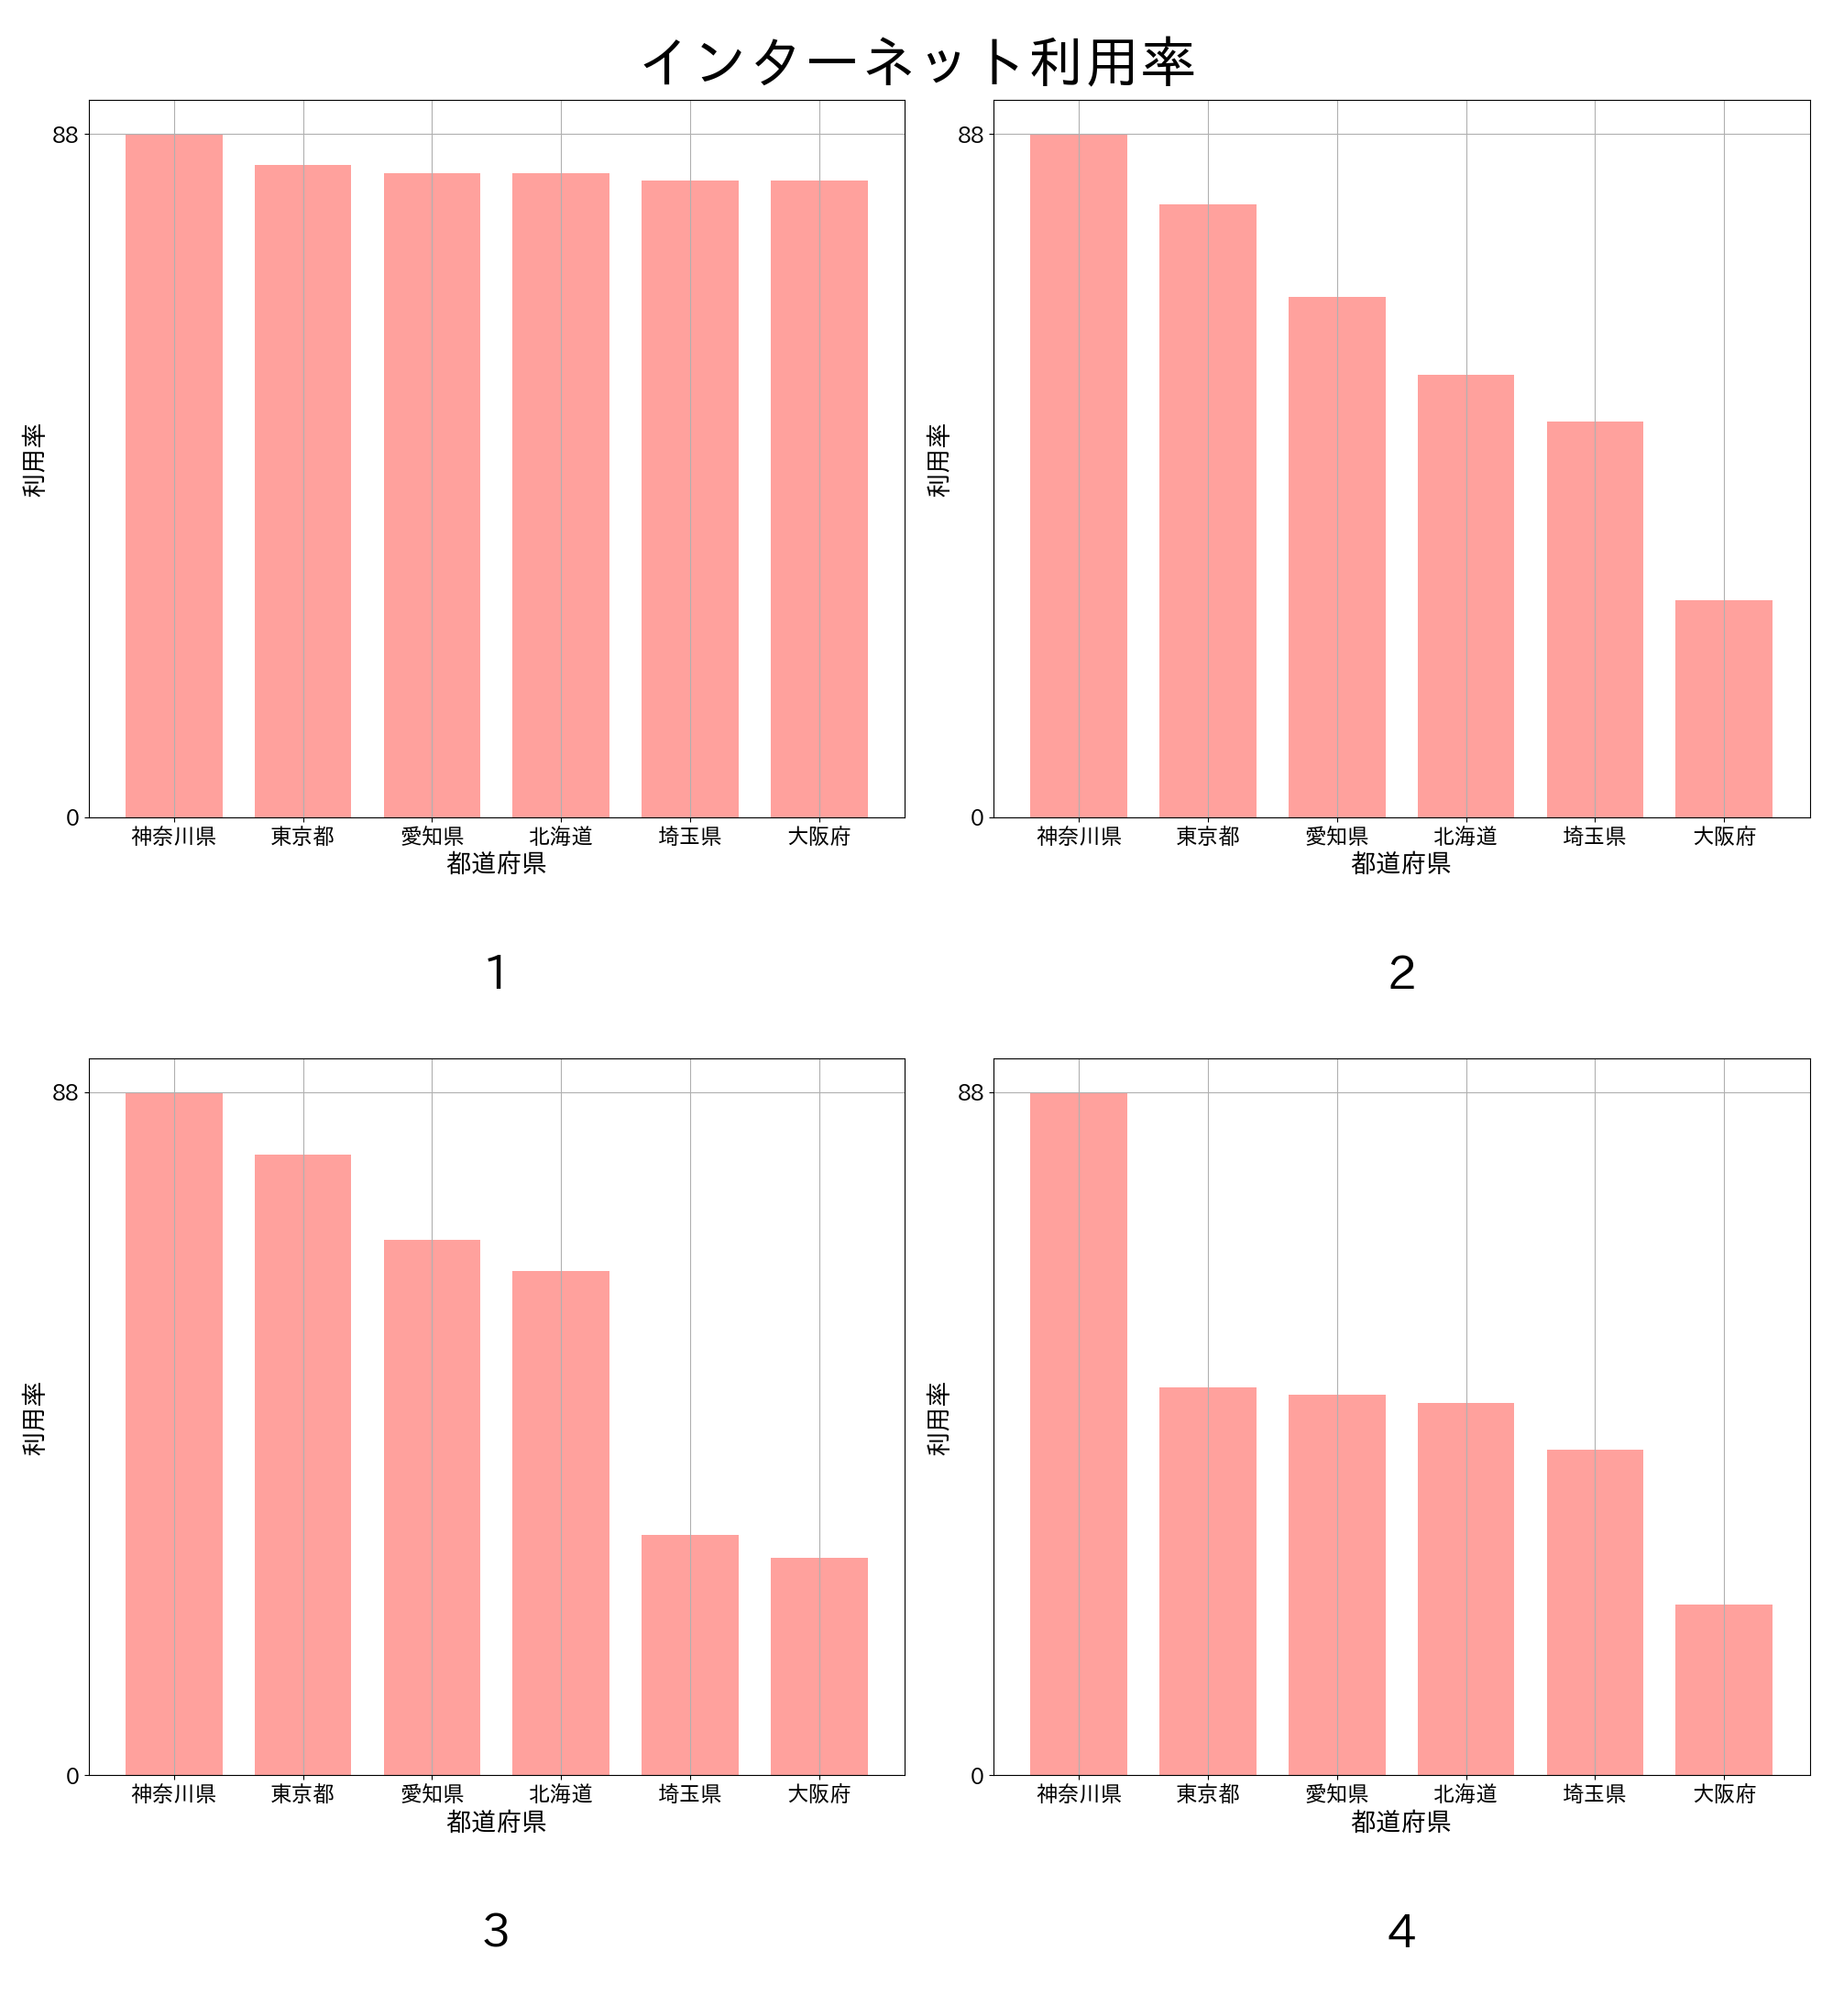 インターネット利用率
88
0
利用率
神奈川県 東京都 愛知県 北海道 埼玉県 大阪府
都道府県
1
88
0
利用率
神奈川県 東京都 愛知県 北海道 埼玉県 大阪府
都道府県
2
88
0
利用率
神奈川県 東京都 愛知県 北海道 埼玉県 大阪府
都道府県
3
88
0
利用率
神奈川県 東京都 愛知県 北海道 埼玉県 大阪府
都道府県
4